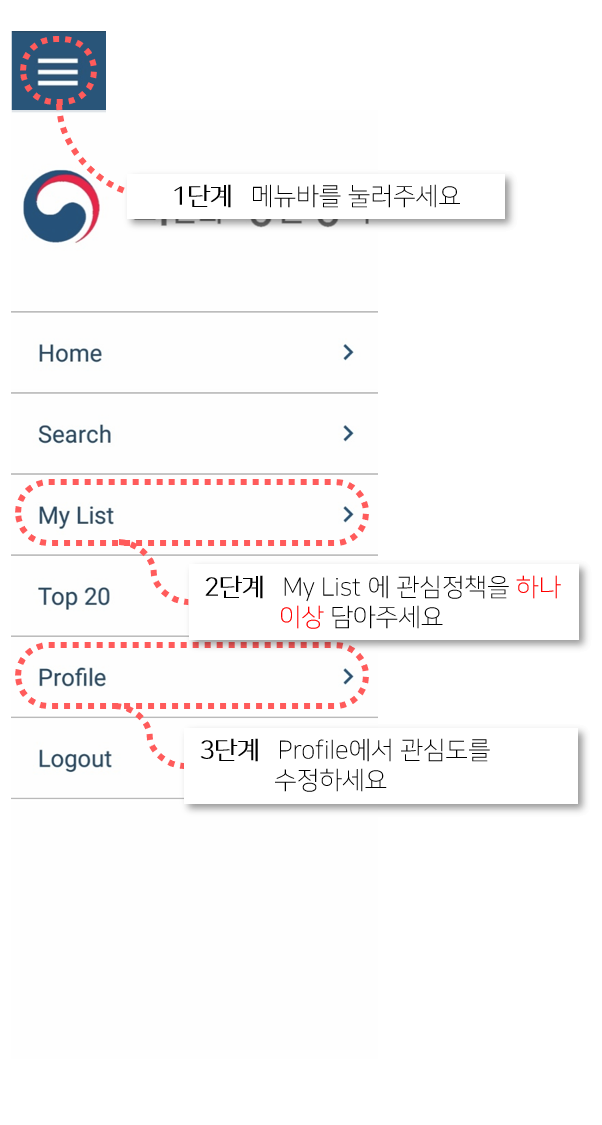 1단계 메뉴바를 눌러주세요
Home
Search
My List
Top 20
2단계 My List 에 관심정책을 하나
이상 담아주세요
Profile
Logout
3단계 Profile에서 관심도를
수정하세요